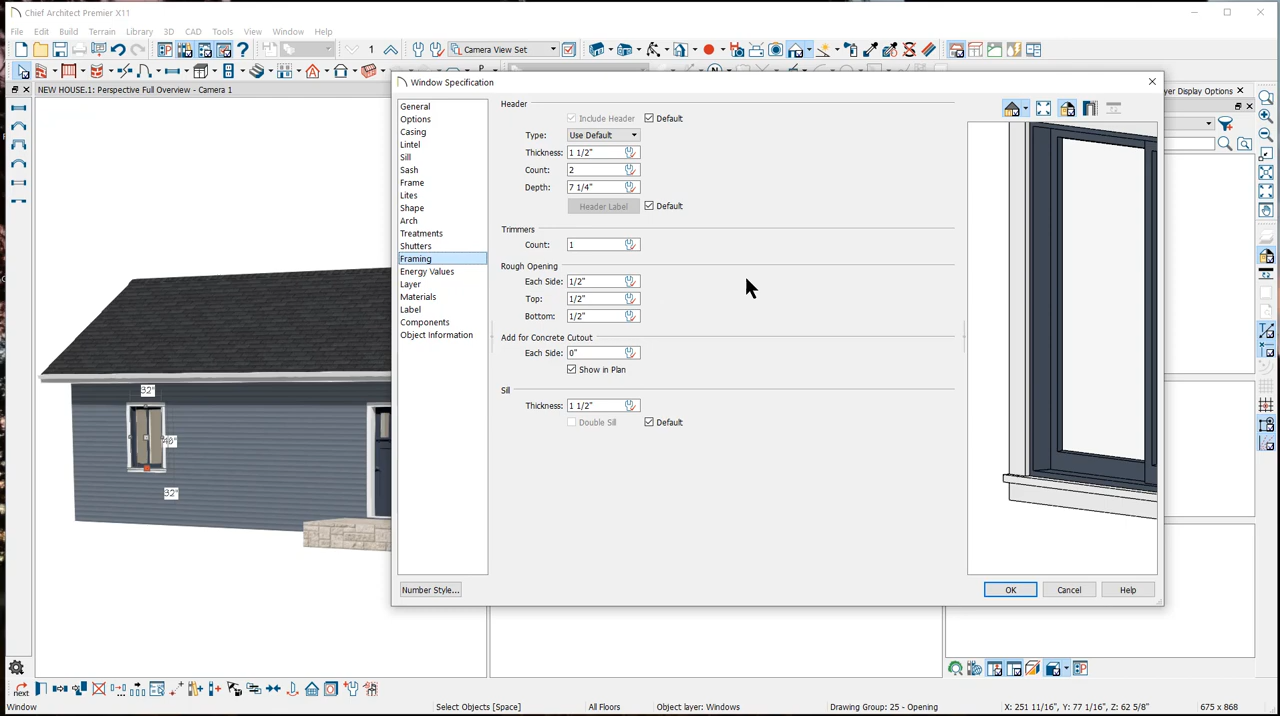 Chief Architect Premier X11
File Edit Build Terrain Library 3D CAD Tools View Window Help
1 Camera View Set
NEW HOUSE.1: Perspective Full Overview - Camera 1
Layer Display Options
Window Specification
General
Options
Casing
Lintel
Sill
Sash
Frame
Lites
Shape
Arch
Treatments
Shutters
Framing
Energy Values
Layer
Materials
Label
Components
Object Information
Header
Include Header Default
Type: Use Default
Thickness: 1 1/2"
Count: 2
Depth: 7 1/4"
Header Label Default
Trimmers
Count: 1
Rough Opening
Each Side: 1/2"
Top: 1/2"
Bottom: 1/2"
Add for Concrete Cutout
Each Side: 0"
Show in Plan
Sill
Thickness: 1 1/2"
Double Sill Default
32"
32"
Number Style...
OK Cancel Help
next
Window Select Objects [Space] All Floors Object layer: Windows Drawing Group: 25 - Opening X: 251 11/16", Y: 77 1/16", Z: 62 5/8" 675 x 868